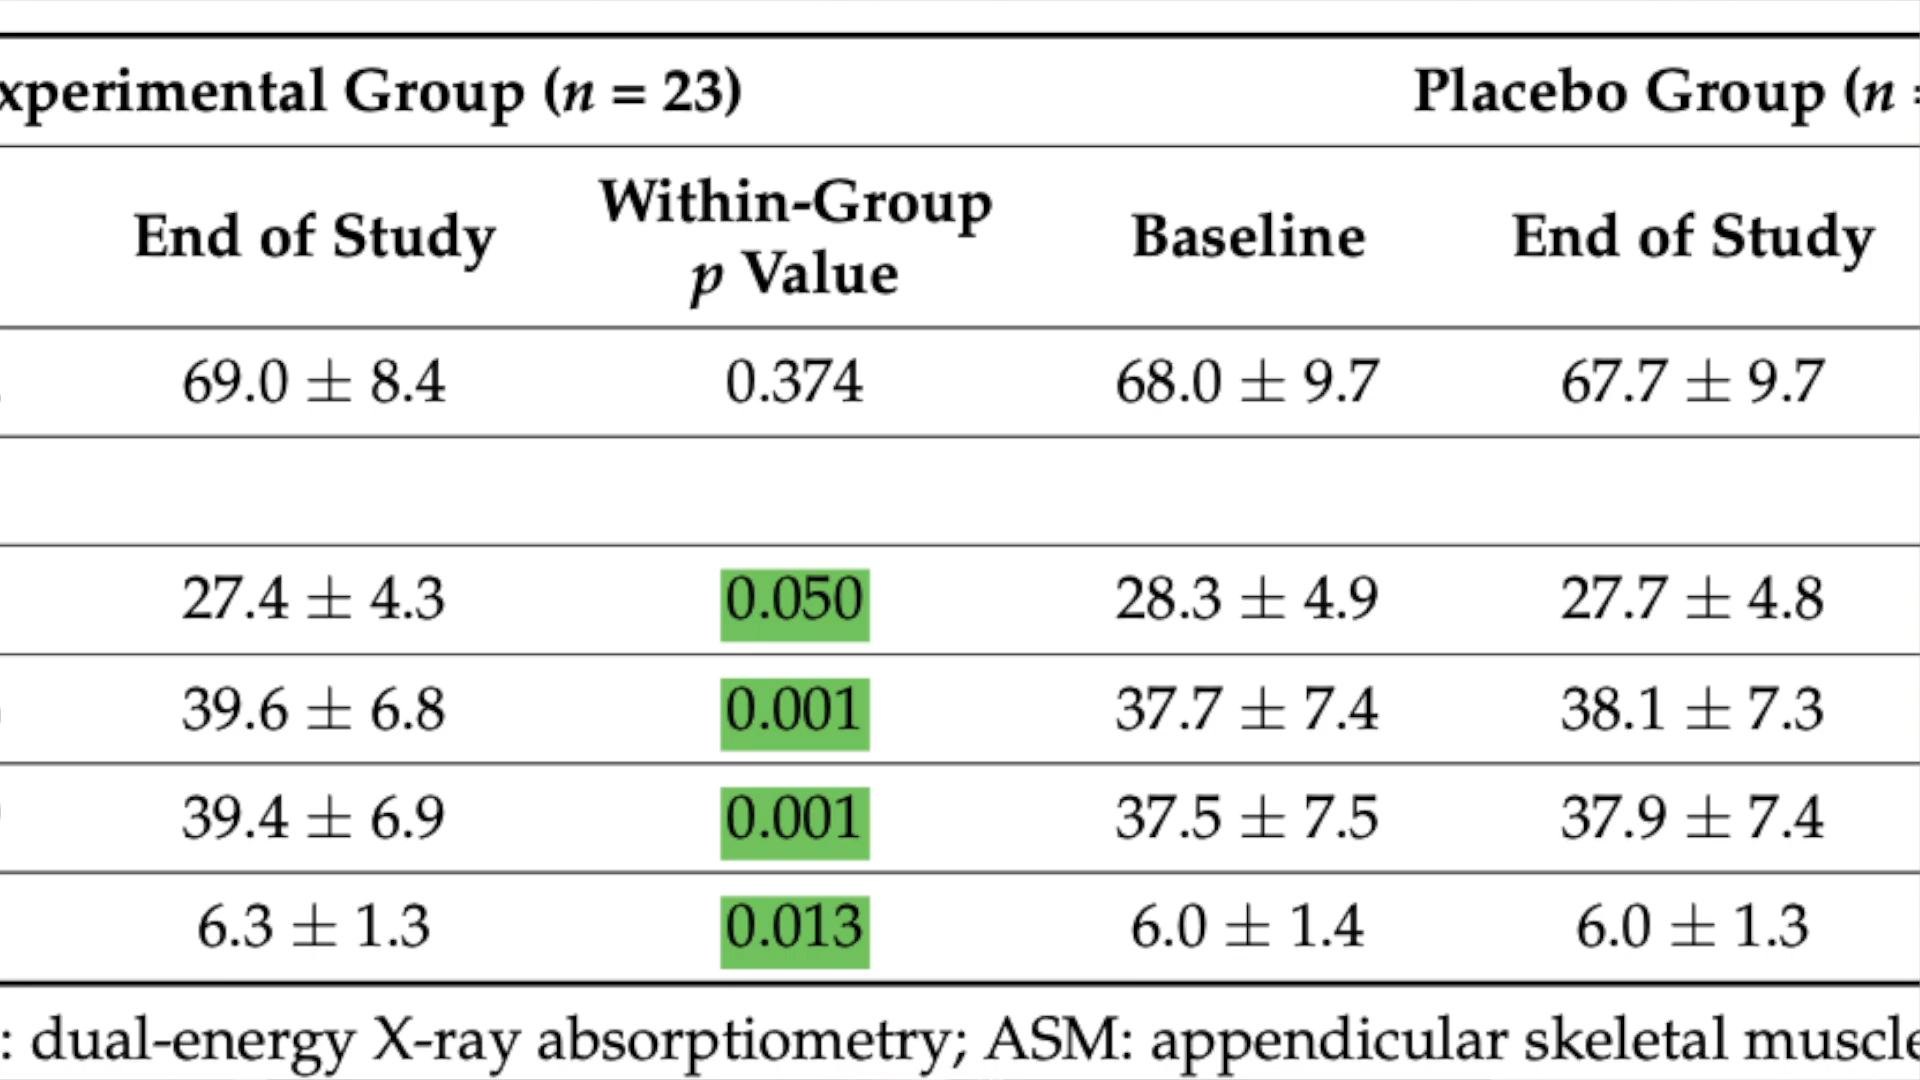 xperimental Group (n = 23) Placebo Group (n
End of Study Within-Group p Value Baseline End of Study
69.0 ± 8.4 0.374 68.0 ± 9.7 67.7 ± 9.7
27.4 ± 4.3 0.050 28.3 ± 4.9 27.7 ± 4.8
39.6 ± 6.8 0.001 37.7 ± 7.4 38.1 ± 7.3
39.4 ± 6.9 0.001 37.5 ± 7.5 37.9 ± 7.4
6.3 ± 1.3 0.013 6.0 ± 1.4 6.0 ± 1.3
: dual-energy X-ray absorptiometry; ASM: appendicular skeletal muscle